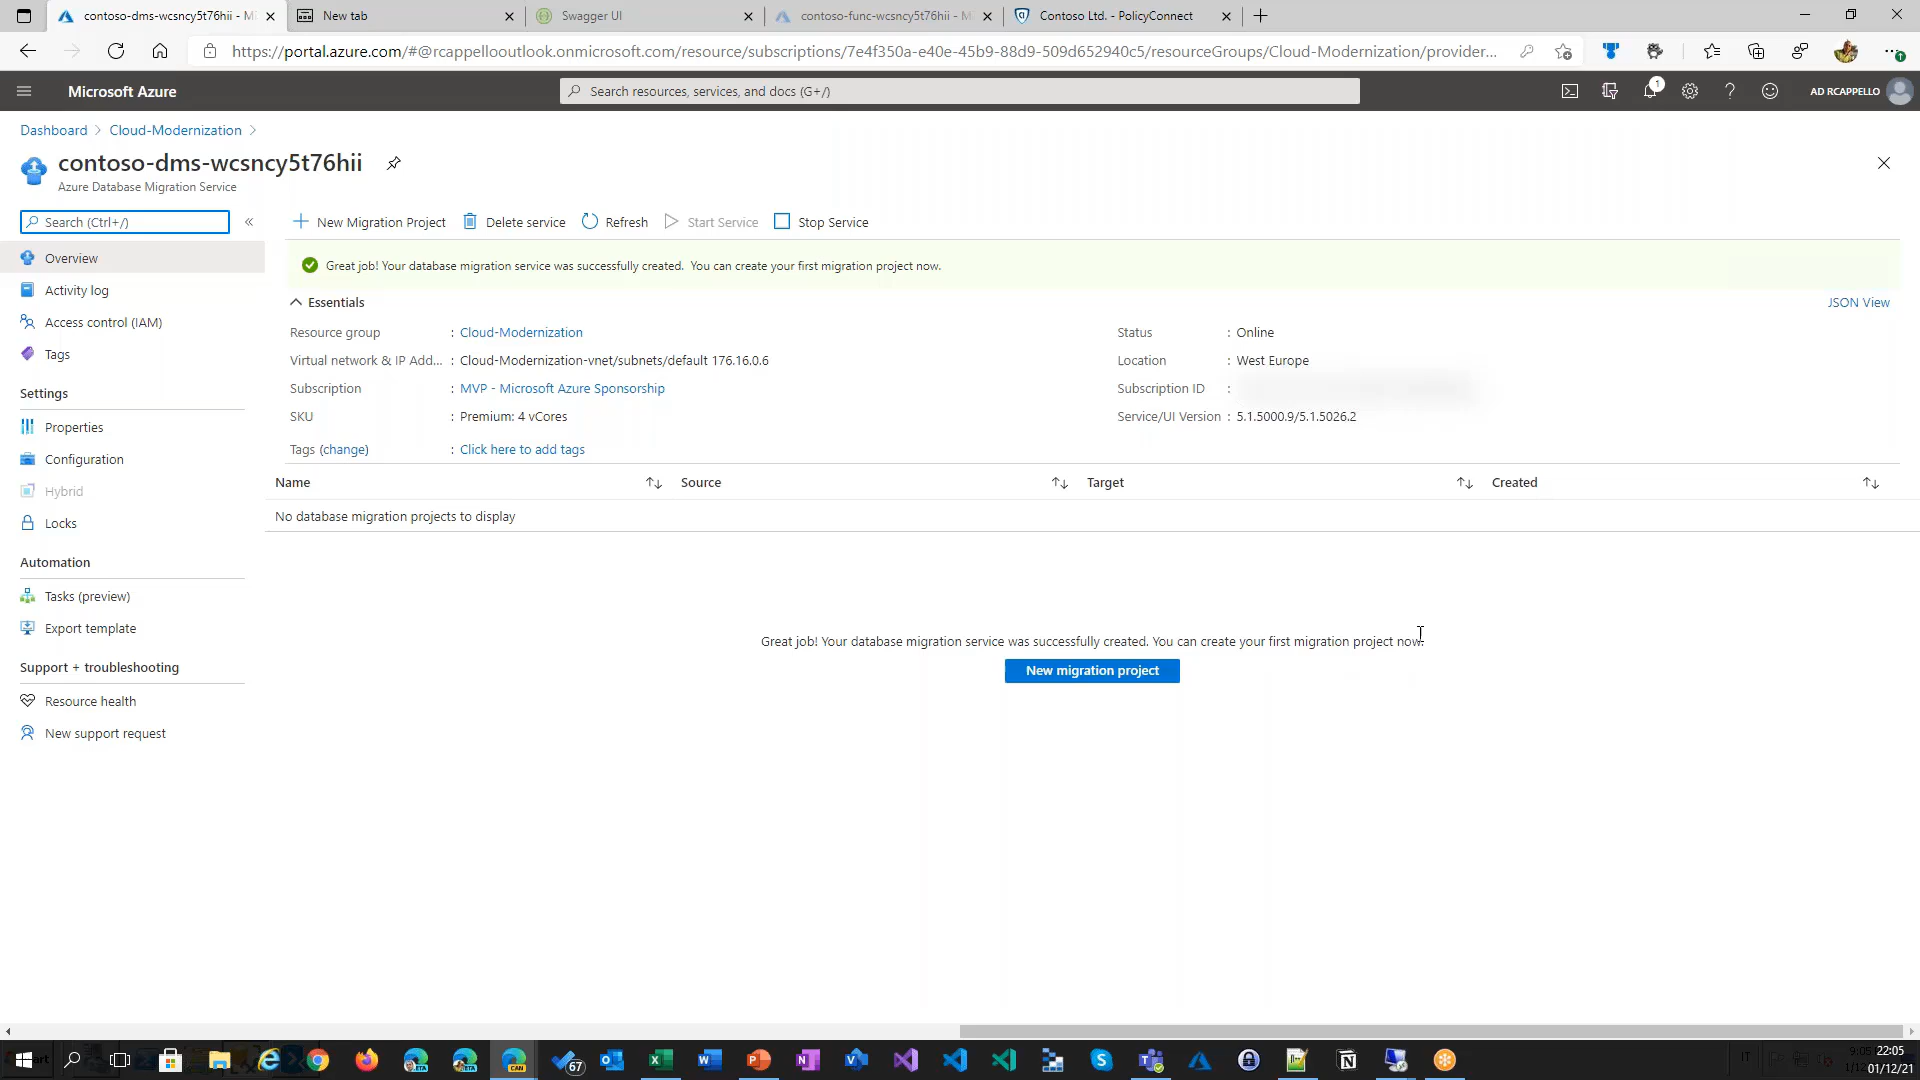 contoso-dms-wcsncy5t76hii - Mi
New tab
Swagger UI
contoso-func-wcsncy5t76hii - M
Contoso Ltd. - PolicyConnect
https://portal.azure.com/#@rcappellooutlook.onmicrosoft.com/resource/subscriptions/7e4f350a-e40e-45b9-88d9-509d652940c5/resourceGroups/Cloud-Modernization/provider...
Microsoft Azure
Search resources, services, and docs (G+/)
1
AD RCAPPELLO
Dashboard > Cloud-Modernization >
contoso-dms-wcsncy5t76hii
Azure Database Migration Service
Search (Ctrl+/)
«
New Migration Project
Delete service
Refresh
Start Service
Stop Service
Overview
Activity log
Access control (IAM)
Tags
Settings
Properties
Configuration
Hybrid
Locks
Automation
Tasks (preview)
Export template
Support + troubleshooting
Resource health
New support request
Great job! Your database migration service was successfully created. You can create your first migration project now.
Essentials
JSON View
Resource group : Cloud-Modernization
Virtual network & IP Add... : Cloud-Modernization-vnet/subnets/default 176.16.0.6
Subscription : MVP - Microsoft Azure Sponsorship
SKU : Premium: 4 vCores
Tags (change) : Click here to add tags
Status : Online
Location : West Europe
Subscription ID :
Service/UI Version : 5.1.5000.9/5.1.5026.2
Name Source Target Created
No database migration projects to display
Great job! Your database migration service was successfully created. You can create your first migration project now.
New migration project
67
CAN
IT
22:05
01/12/21